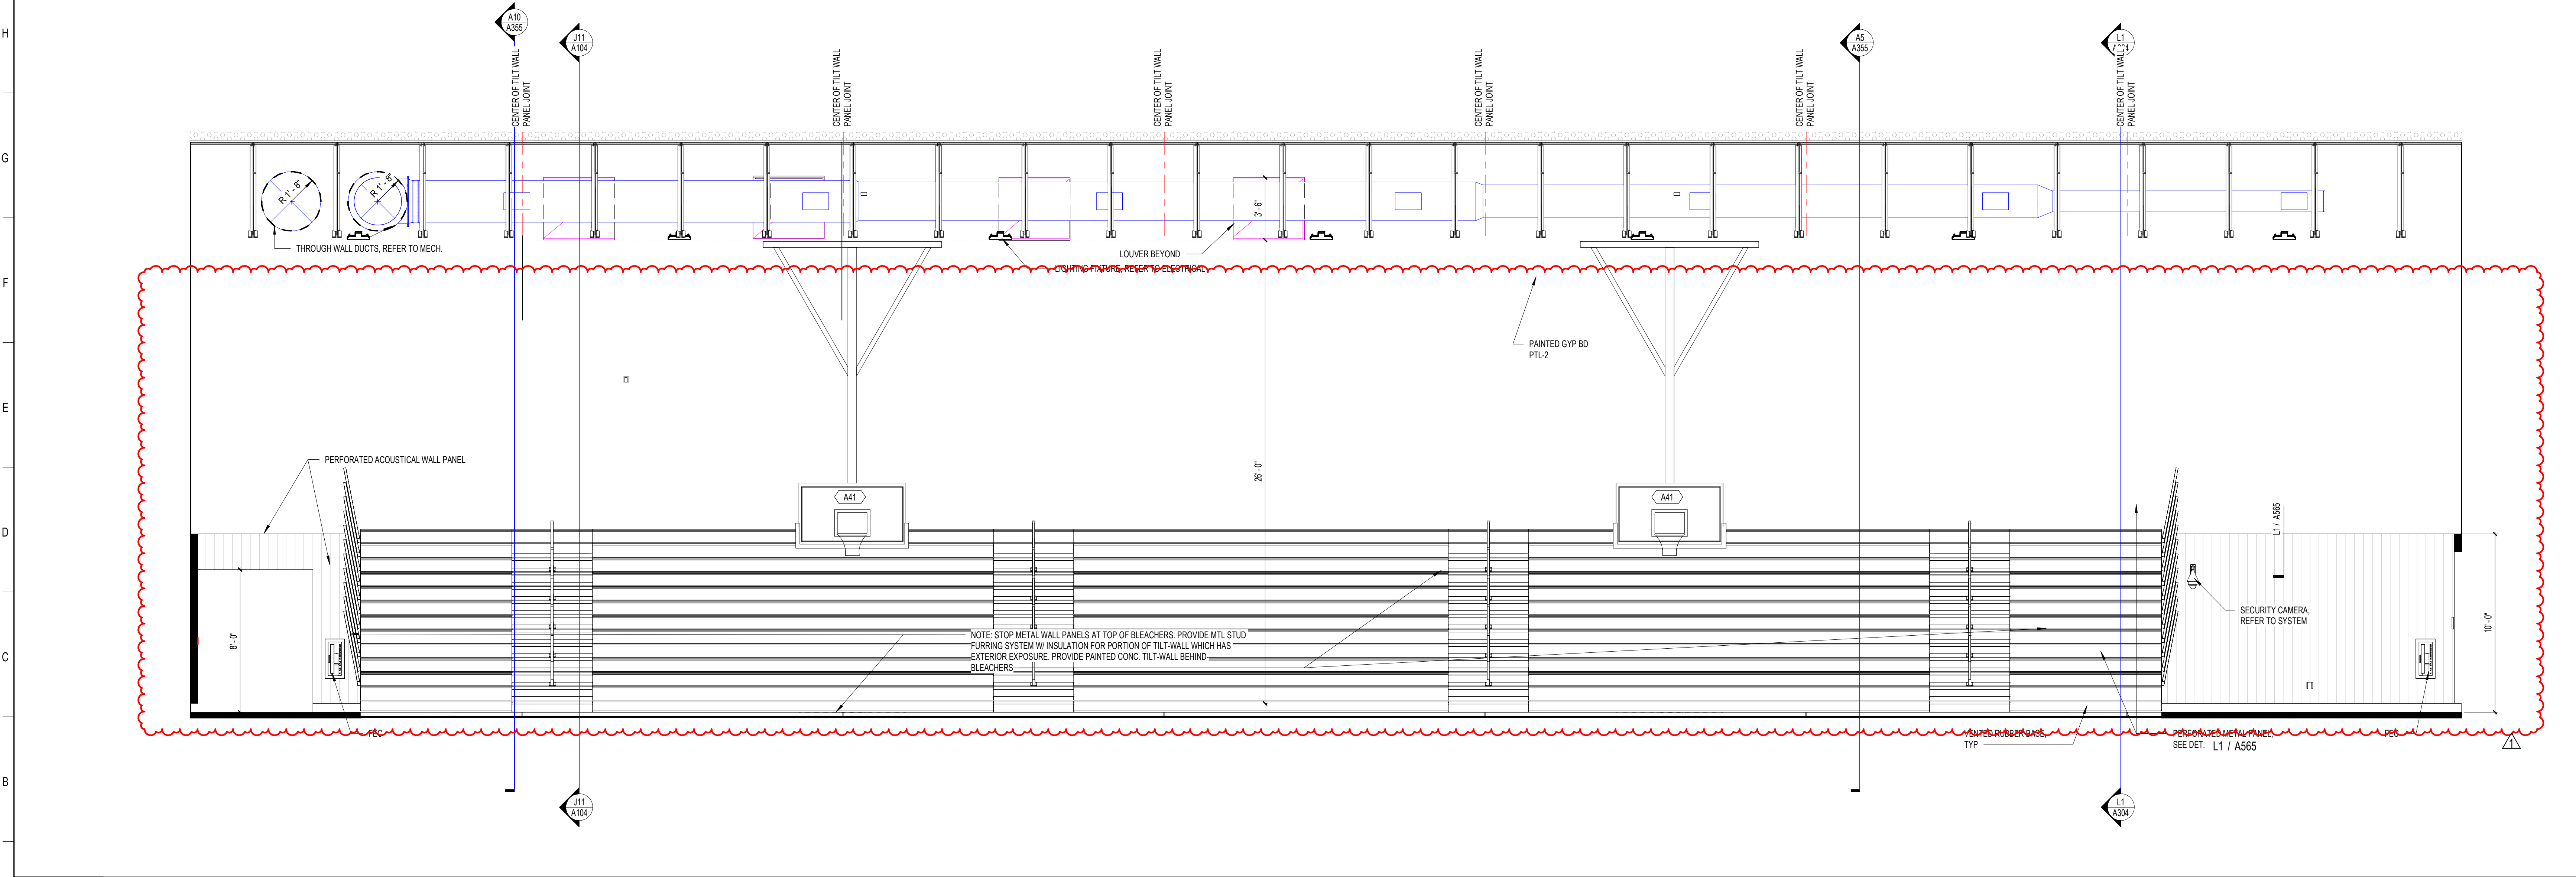 H
A10
A355
J11
A104
A5
A355
L1
CENTER OF TILT WALL
PANEL JOINT
CENTER OF TILT WALL
PANEL JOINT
CENTER OF TILT WALL
PANEL JOINT
CENTER OF TILT WALL
PANEL JOINT
CENTER OF TILT WALL
PANEL JOINT
CENTER OF TILT WALL
PANEL JOINT
G
R 1' - 8"
R 1' - 8"
3' - 6"
THROUGH WALL DUCTS, REFER TO MECH.
LOUVER BEYOND
LIGHTING FIXTURE, REFER TO ELECTRICAL
F
PAINTED GYP BD
PTL-2
E
PERFORATED ACOUSTICAL WALL PANEL
26' - 0"
A41
A41
D
L1 / A565
SECURITY CAMERA,
REFER TO SYSTEM
8' - 0"
10' - 0"
NOTE: STOP METAL WALL PANELS AT TOP OF BLEACHERS. PROVIDE MTL STUD
FURRING SYSTEM W/ INSULATION FOR PORTION OF TILT-WALL WHICH HAS
EXTERIOR EXPOSURE. PROVIDE PAINTED CONC. TILT-WALL BEHIND
BLEACHERS
C
FEC
VENTED RUBBER BASE,
TYP
PERFORATED METAL PANEL,
SEE DET. L1 / A565
FEC
1
B
J11
A104
L1
A304